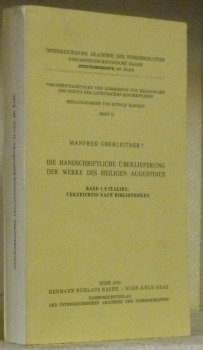 ÖSTERREICHISCHE AKADEMIE DER WISSENSCHAFTEN
PHILOSOPHISCH-HISTORISCHE KLASSE
SITZUNGSBERICHTE, BAND
VERÖFFENTLICHUNGEN DER KOMMISSION ZUR HERAUSGABE
DES CORPUS DER LATEINISCHEN KIRCHENVÄTER
HERAUSGEGEBEN VON RUDOLF HANSLIK
HEFT
MANFRED OBERLEITNER †
DIE HANDSCHRIFTLICHE ÜBERLIEFERUNG
DER WERKE DES HEILIGEN AUGUSTINUS
BAND I/2 ITALIEN:
VERZEICHNIS NACH BIBLIOTHEKEN
WIEN 1970
HERMANN BÖHLAUS NACHF. / WIEN-KÖLN-GRAZ
KOMMISSIONSVERLAG
DER ÖSTERREICHISCHEN AKADEMIE DER WISSENSCHAFTEN